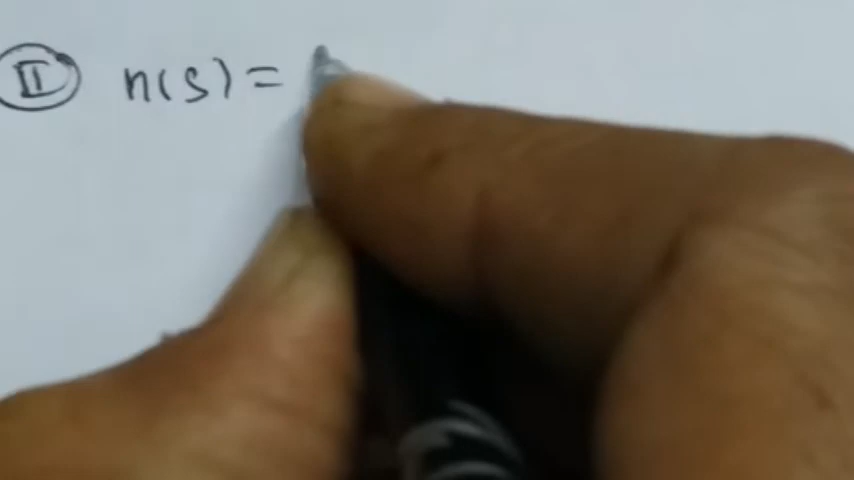 II n(s) =